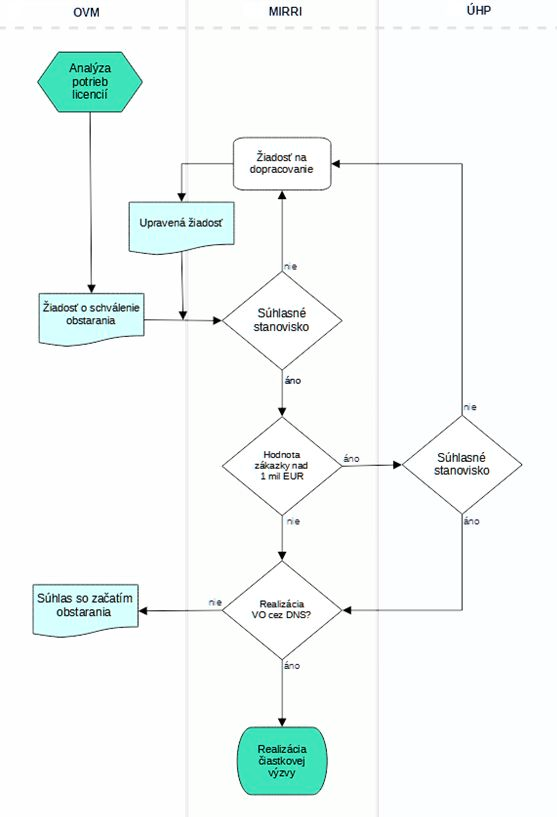 OVM
MIRRI
ÚHP
Analýza
potrieb
licencií
Žiadosť na
dopracovanie
Upravená žiadosť
nie
Žiadosť o schválenie
obstarania
Súhlasné
stanovisko
áno
nie
Hodnota
zákazky nad
1 mil EUR
áno
Súhlasné
stanovisko
nie
áno
Súhlas so začatím
obstarania
nie
Realizácia
VO cez DNS?
áno
Realizácia
čiastkovej
výzvy